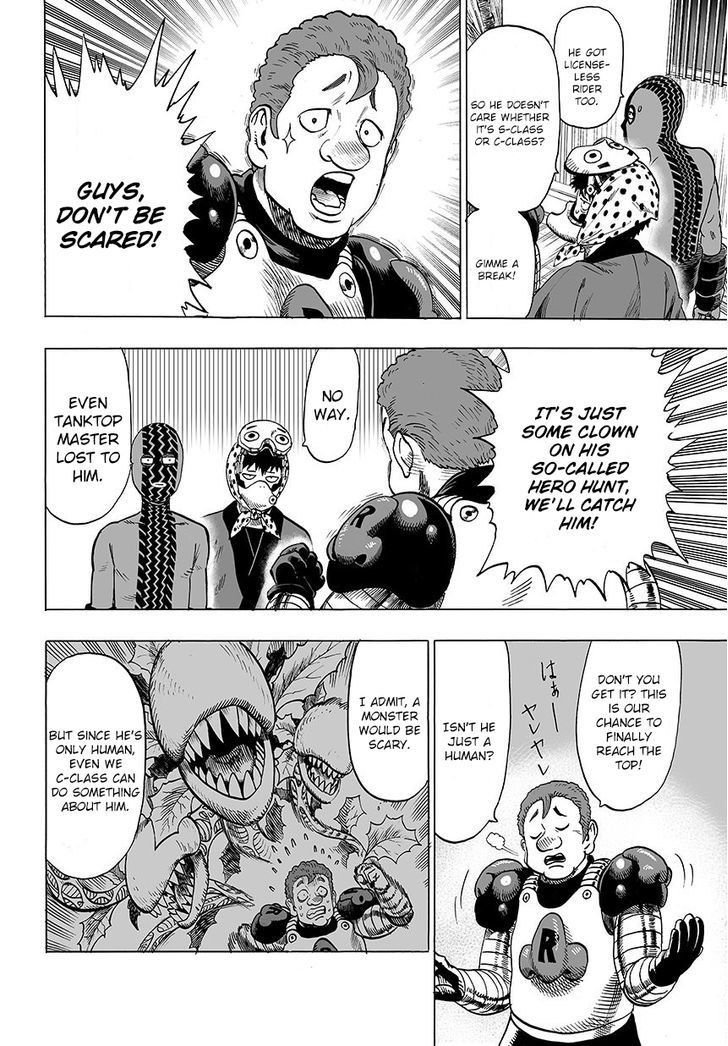 HE GOT
LICENSE-
LESS
RIDER
TOO.
SO HE DOESN'T
CARE WHETHER
IT'S S-CLASS
OR C-CLASS?
GIMME A
BREAK!
GUYS,
DON'T BE
SCARED!
IT'S JUST
SOME CLOWN
ON HIS
SO-CALLED
HERO HUNT,
WE'LL CATCH
HIM!
R
NO
WAY.
EVEN
TANKTOP
MASTER
LOST TO
HIM.
DON'T YOU
GET IT? THIS
IS OUR
CHANCE TO
FINALLY
REACH THE
TOP!
はぁー
ヤレヤレ
ISN'T HE
JUST A
HUMAN?
R
I ADMIT, A
MONSTER
WOULD BE
SCARY.
BUT SINCE HE'S
ONLY HUMAN,
EVEN WE
C-CLASS CAN
DO SOMETHING
ABOUT HIM.